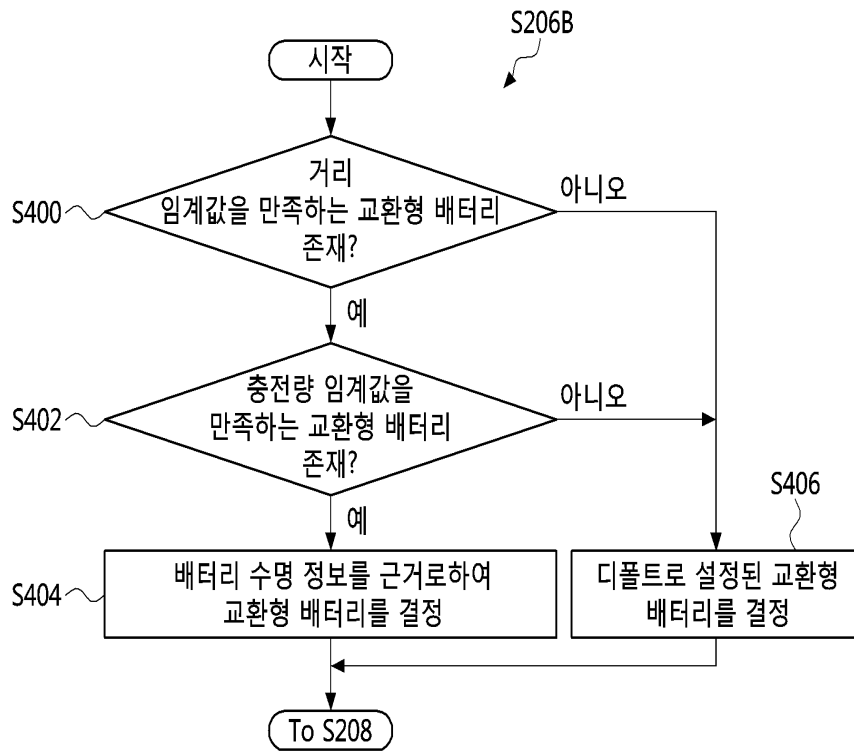 S206B
시작
거리
임계값을 만족하는 교환형 배터리
존재?
S400
아니오
예
충전량 임계값을
만족하는 교환형 배터리
존재?
S402
아니오
예
S406
배터리 수명 정보를 근거로하여
교환형 배터리를 결정
S404
디폴트로 설정된 교환형
배터리를 결정
To S208